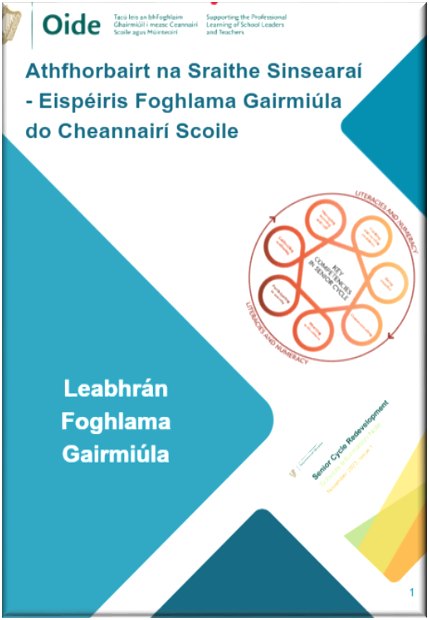 Oide
Tacú leis an bhFoghlaim
Ghairmiúil i measc Ceannairí
Scoile agus Múinteoirí
Supporting the Professional
Learning of School Leaders
and Teachers
Athfhorbairt na Sraithe Sinsearaí
- Eispéiris Foghlama Gairmiúla
do Cheannairí Scoile
LITERACIES AND NUMERACY
KEY
COMPETENCIES
IN SENIOR CYCLE
LITERACIES AND NUMERACY
Leabhrán
Foghlama
Gairmiúla
Senior Cycle Redevelopment
1